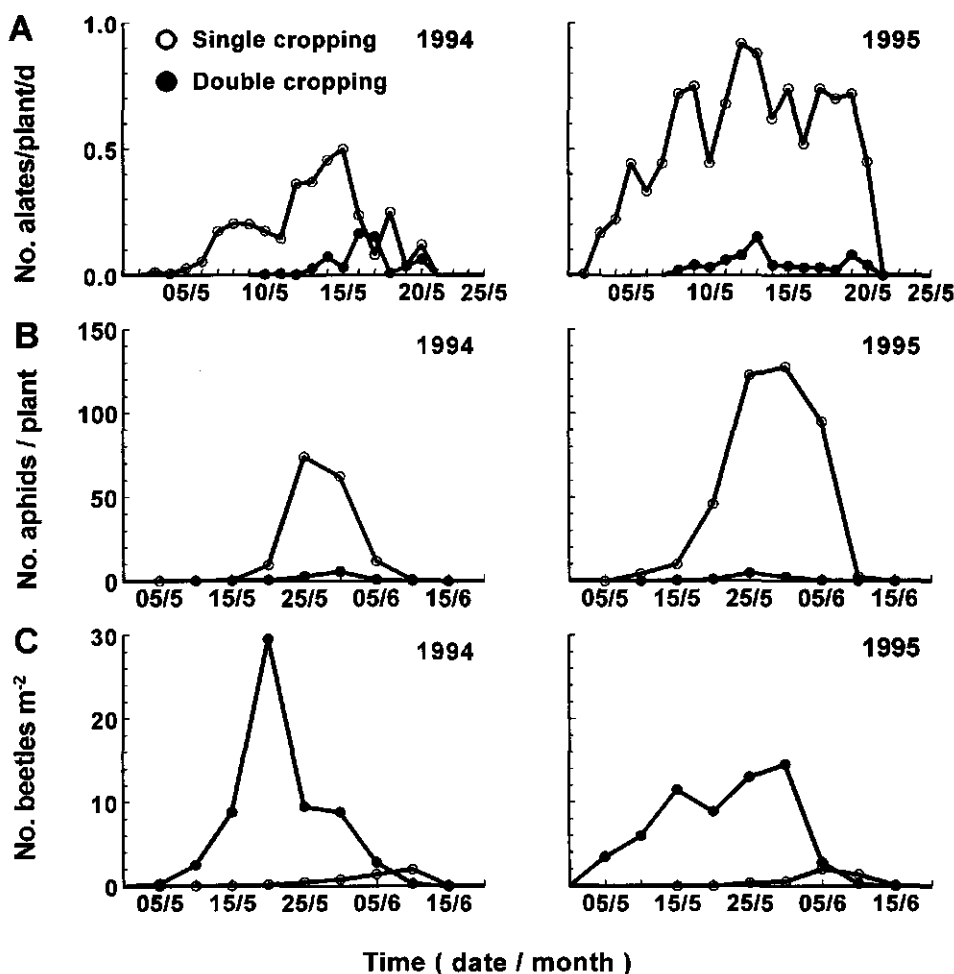 A
1.0
0.5
0.0
No. alates/plant/d
Single cropping
Double cropping
1994
05/5 10/5 15/5 20/5 25/5
1995
05/5 10/5 15/5 20/5 25/5
B
150
100
50
0
No. aphids / plant
1994
05/5 15/5 25/5 05/6 15/6
1995
05/5 15/5 25/5 05/6 15/6
C
30
20
10
0
No. beetles m⁻²
1994
05/5 15/5 25/5 05/6 15/6
1995
05/5 15/5 25/5 05/6 15/6
Time ( date / month )